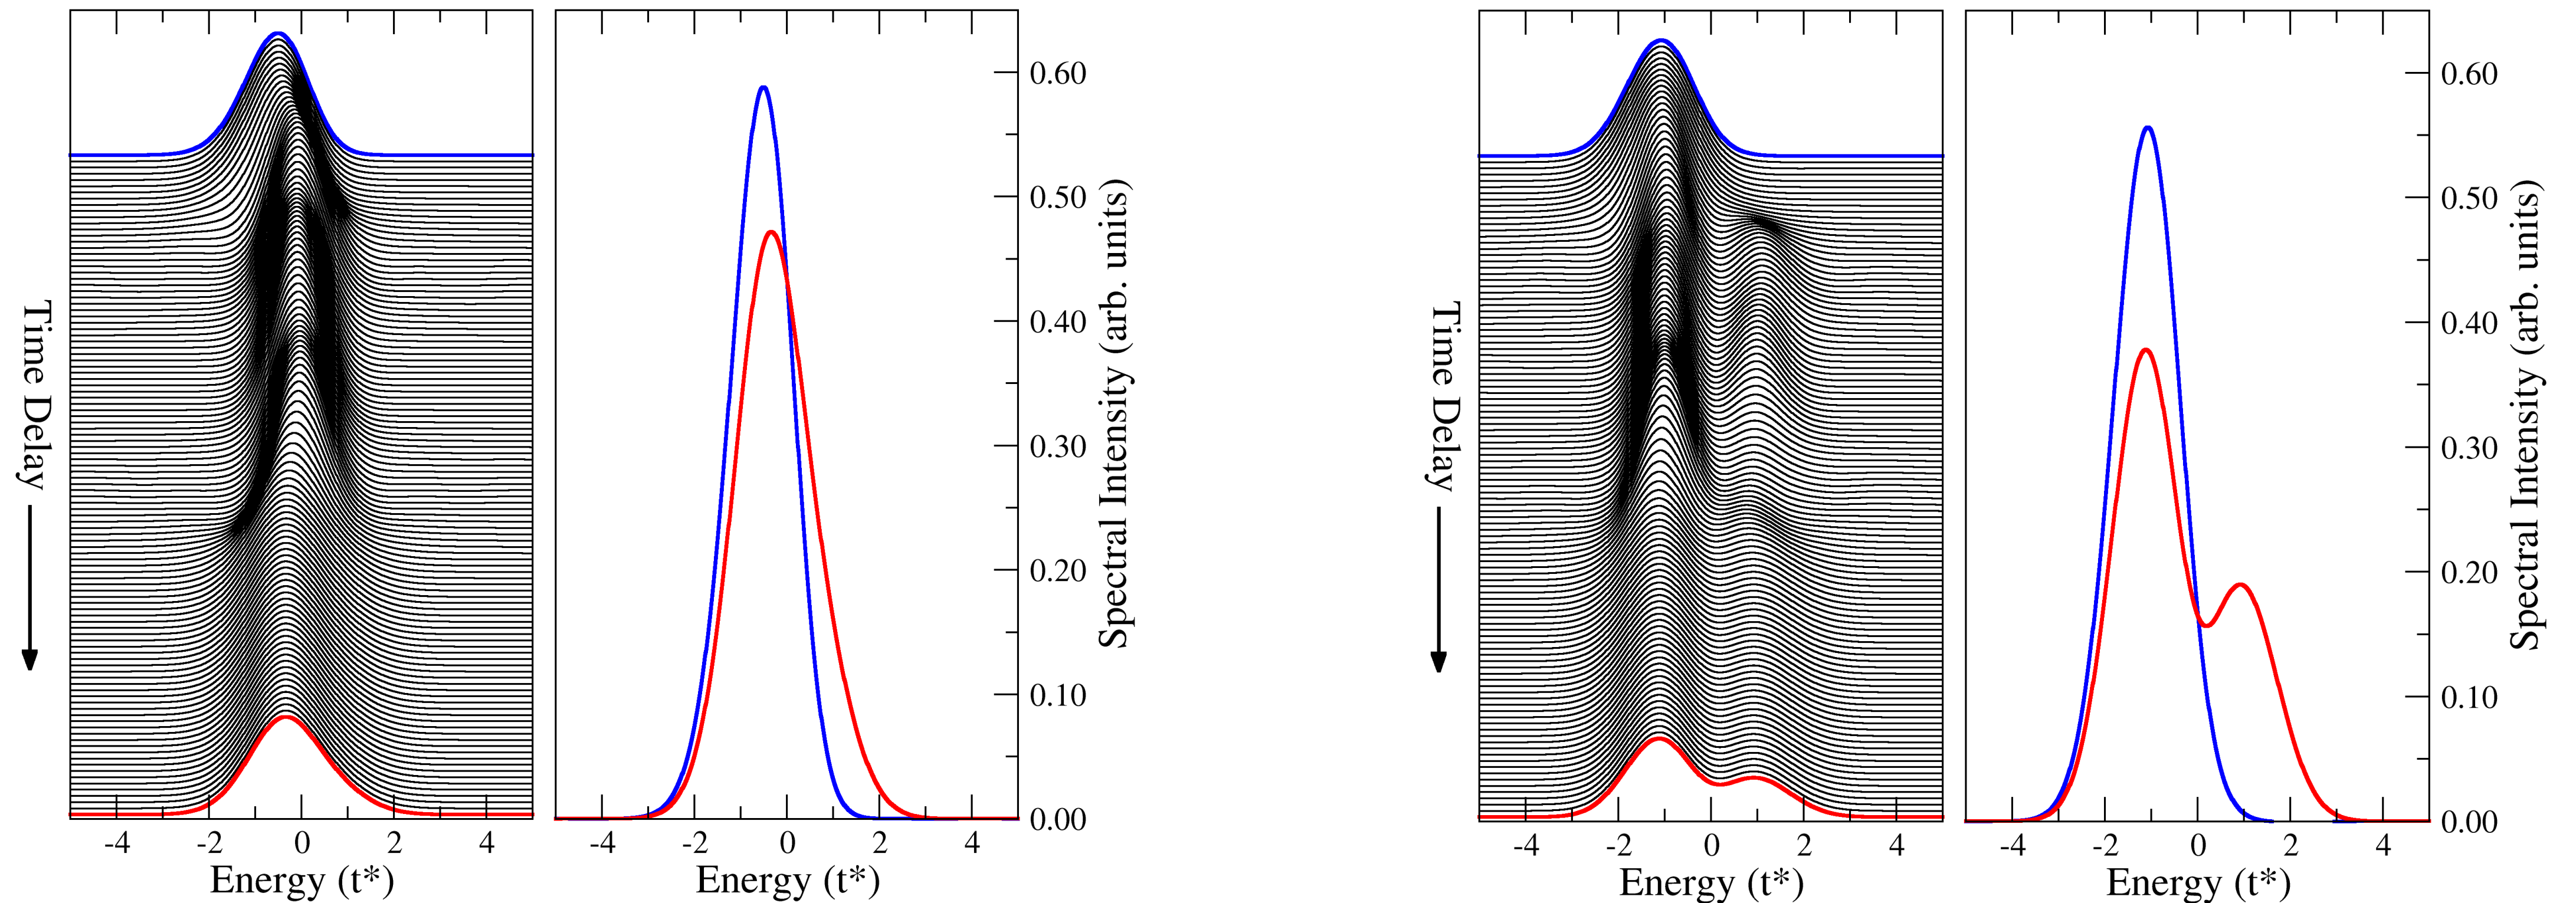 Time Delay
-4 -2 0 2 4
Energy (t*)
-4 -2 0 2 4
Energy (t*)
0.60
0.50
0.40
0.30
0.20
0.10
0.00
Spectral Intensity (arb. units)
Time Delay
-4 -2 0 2 4
Energy (t*)
-4 -2 0 2 4
Energy (t*)
0.60
0.50
0.40
0.30
0.20
0.10
0.00
Spectral Intensity (arb. units)